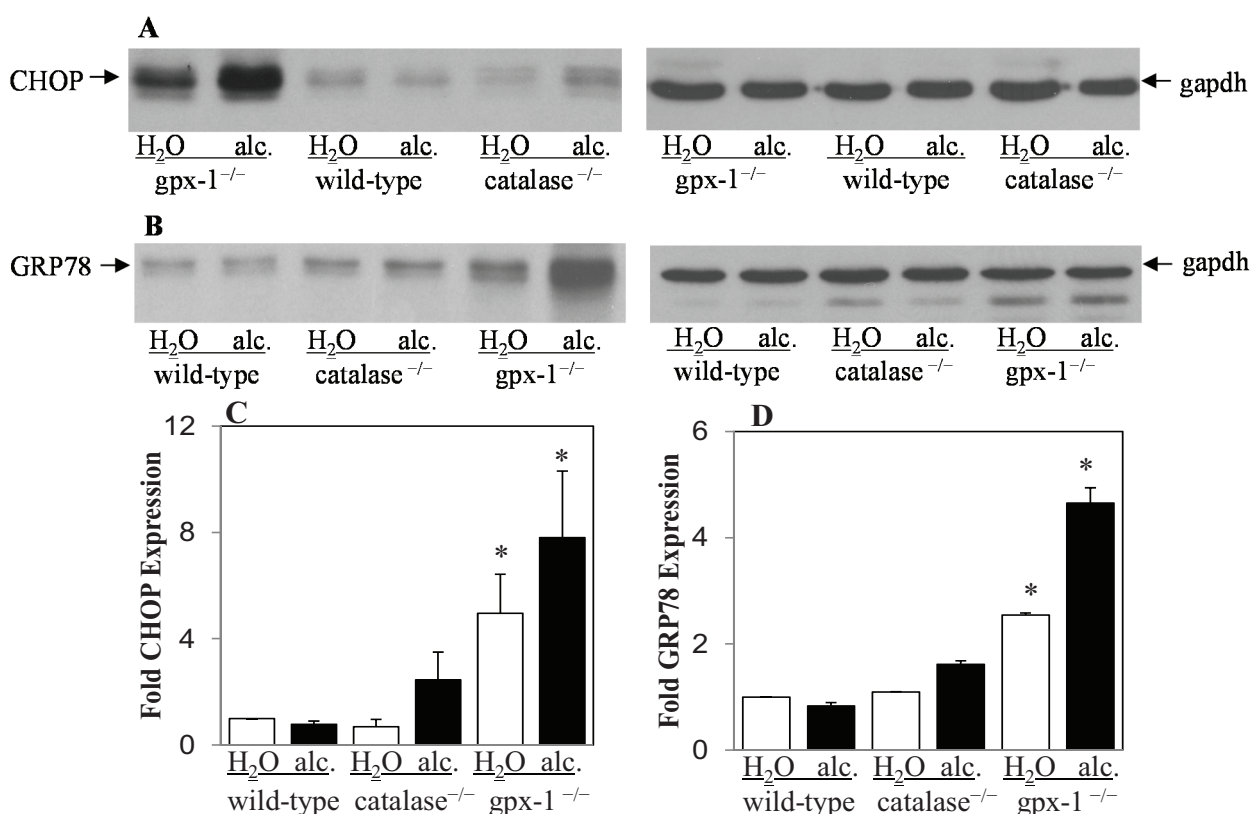 A
CHOP
gapdh
H₂O alc. H₂O alc. H₂O alc.
gpx-1⁻/⁻ wild-type catalase⁻/⁻
H₂O alc. H₂O alc. H₂O alc.
gpx-1⁻/⁻ wild-type catalase⁻/⁻
B
GRP78
gapdh
H₂O alc. H₂O alc. H₂O alc.
wild-type catalase⁻/⁻ gpx-1⁻/⁻
H₂O alc. H₂O alc. H₂O alc.
wild-type catalase⁻/⁻ gpx-1⁻/⁻
C
Fold CHOP Expression
12
8
4
0
*
*
H₂O alc. H₂O alc. H₂O alc.
wild-type catalase⁻/⁻ gpx-1 ⁻/⁻
D
Fold GRP78 Expression
6
4
2
0
*
*
H₂O alc. H₂O alc. H₂O alc.
wild-type catalase⁻/⁻ gpx-1 ⁻/⁻